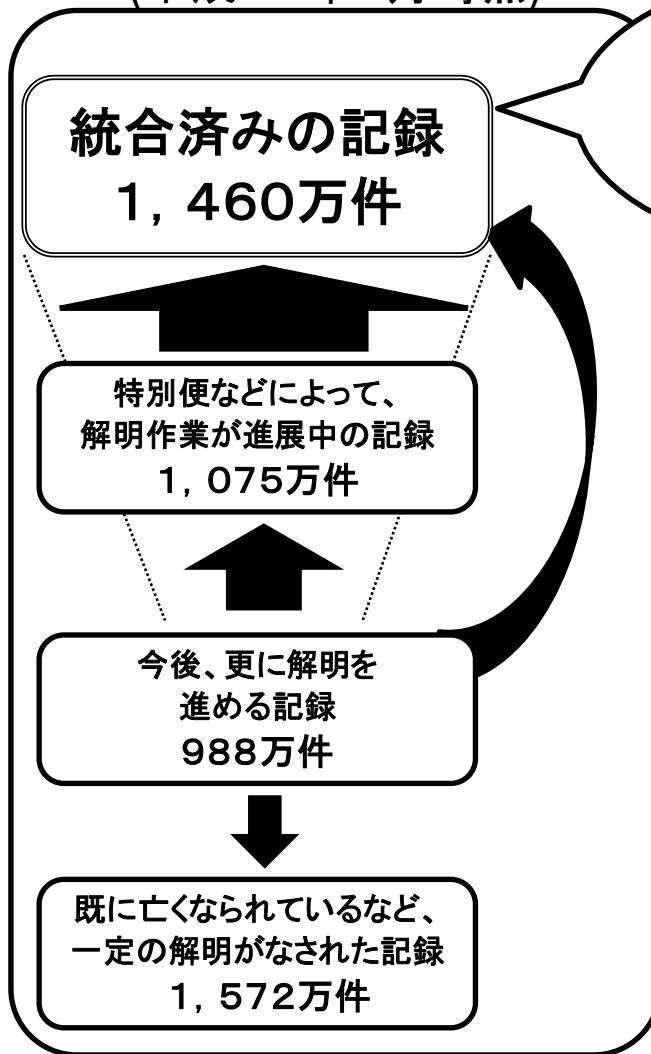 統合済みの記録
1,460万件
特別便などによって、
解明作業が進展中の記録
1,075万件
今後、更に解明を
進める記録
988万件
既に亡くなられているなど、
一定の解明がなされた記録
1,572万件